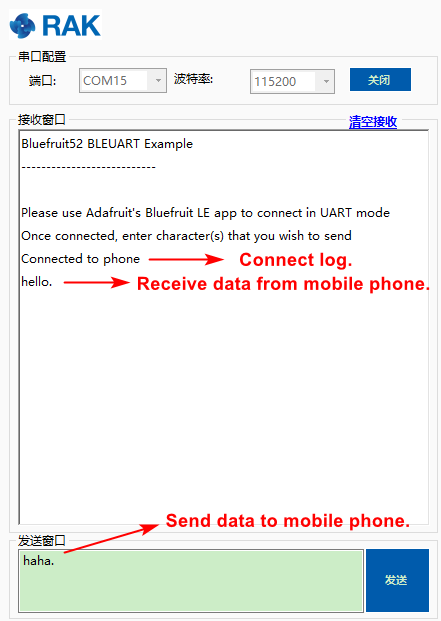 RAK
串口配置
端口: COM15 波特率: 115200 关闭
接收窗口 清空接收
Bluefruit52 BLEUART Example
---------------------------
Please use Adafruit's Bluefruit LE app to connect in UART mode
Once connected, enter character(s) that you wish to send
Connected to phone Connect log.
hello. Receive data from mobile phone.
Send data to mobile phone.
发送窗口
haha.
发送